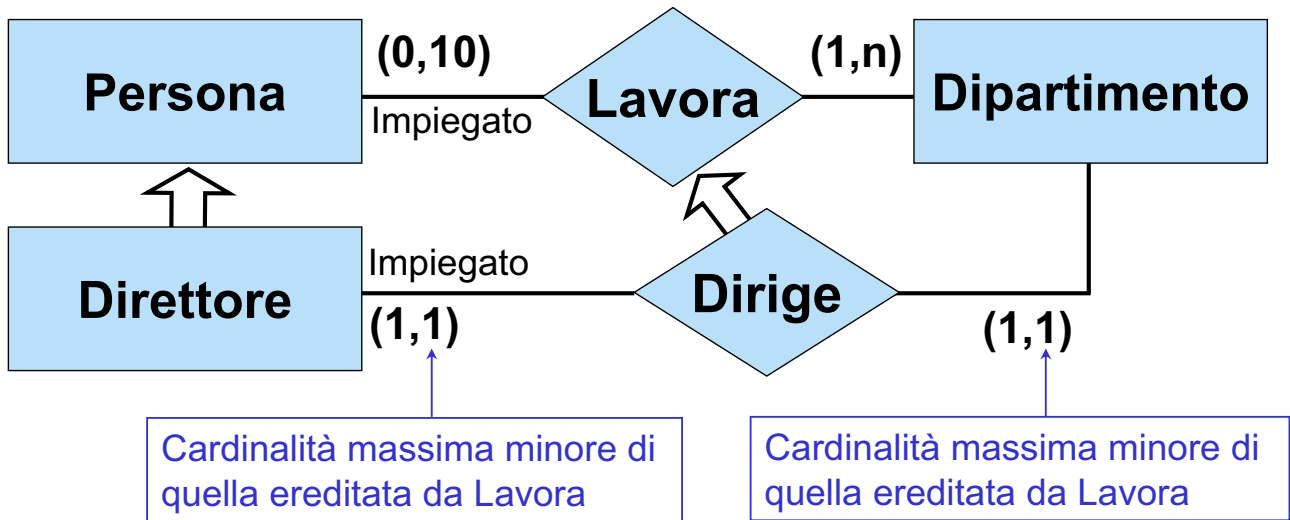 Persona
(0,10)
Impiegato
Lavora
(1,n)
Dipartimento
Direttore
Impiegato
(1,1)
Dirige
(1,1)
Cardinalità massima minore di
quella ereditata da Lavora
Cardinalità massima minore di
quella ereditata da Lavora